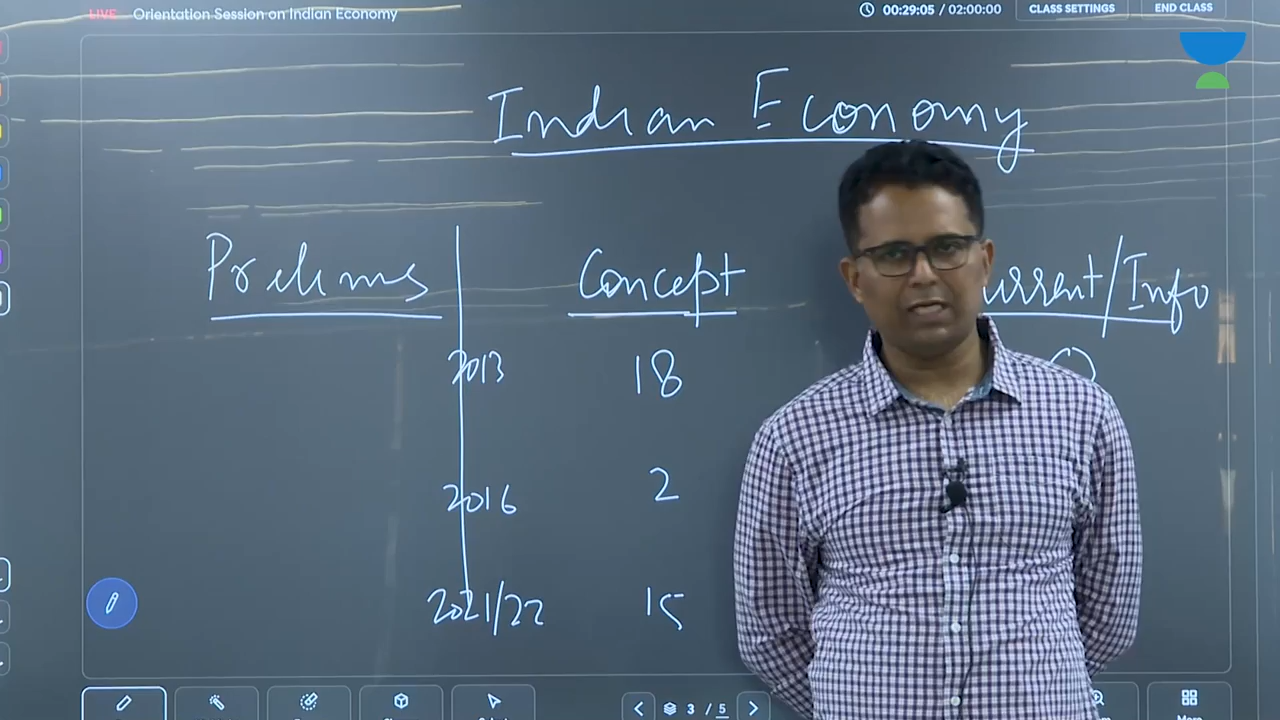 LIVE Orientation Session on Indian Economy 00:29:05 / 02:00:00 CLASS SETTINGS END CLASS
Indian Economy
Prelims Concept /Info
2013 18 0
2016 2
2021/22 15
3 / 5